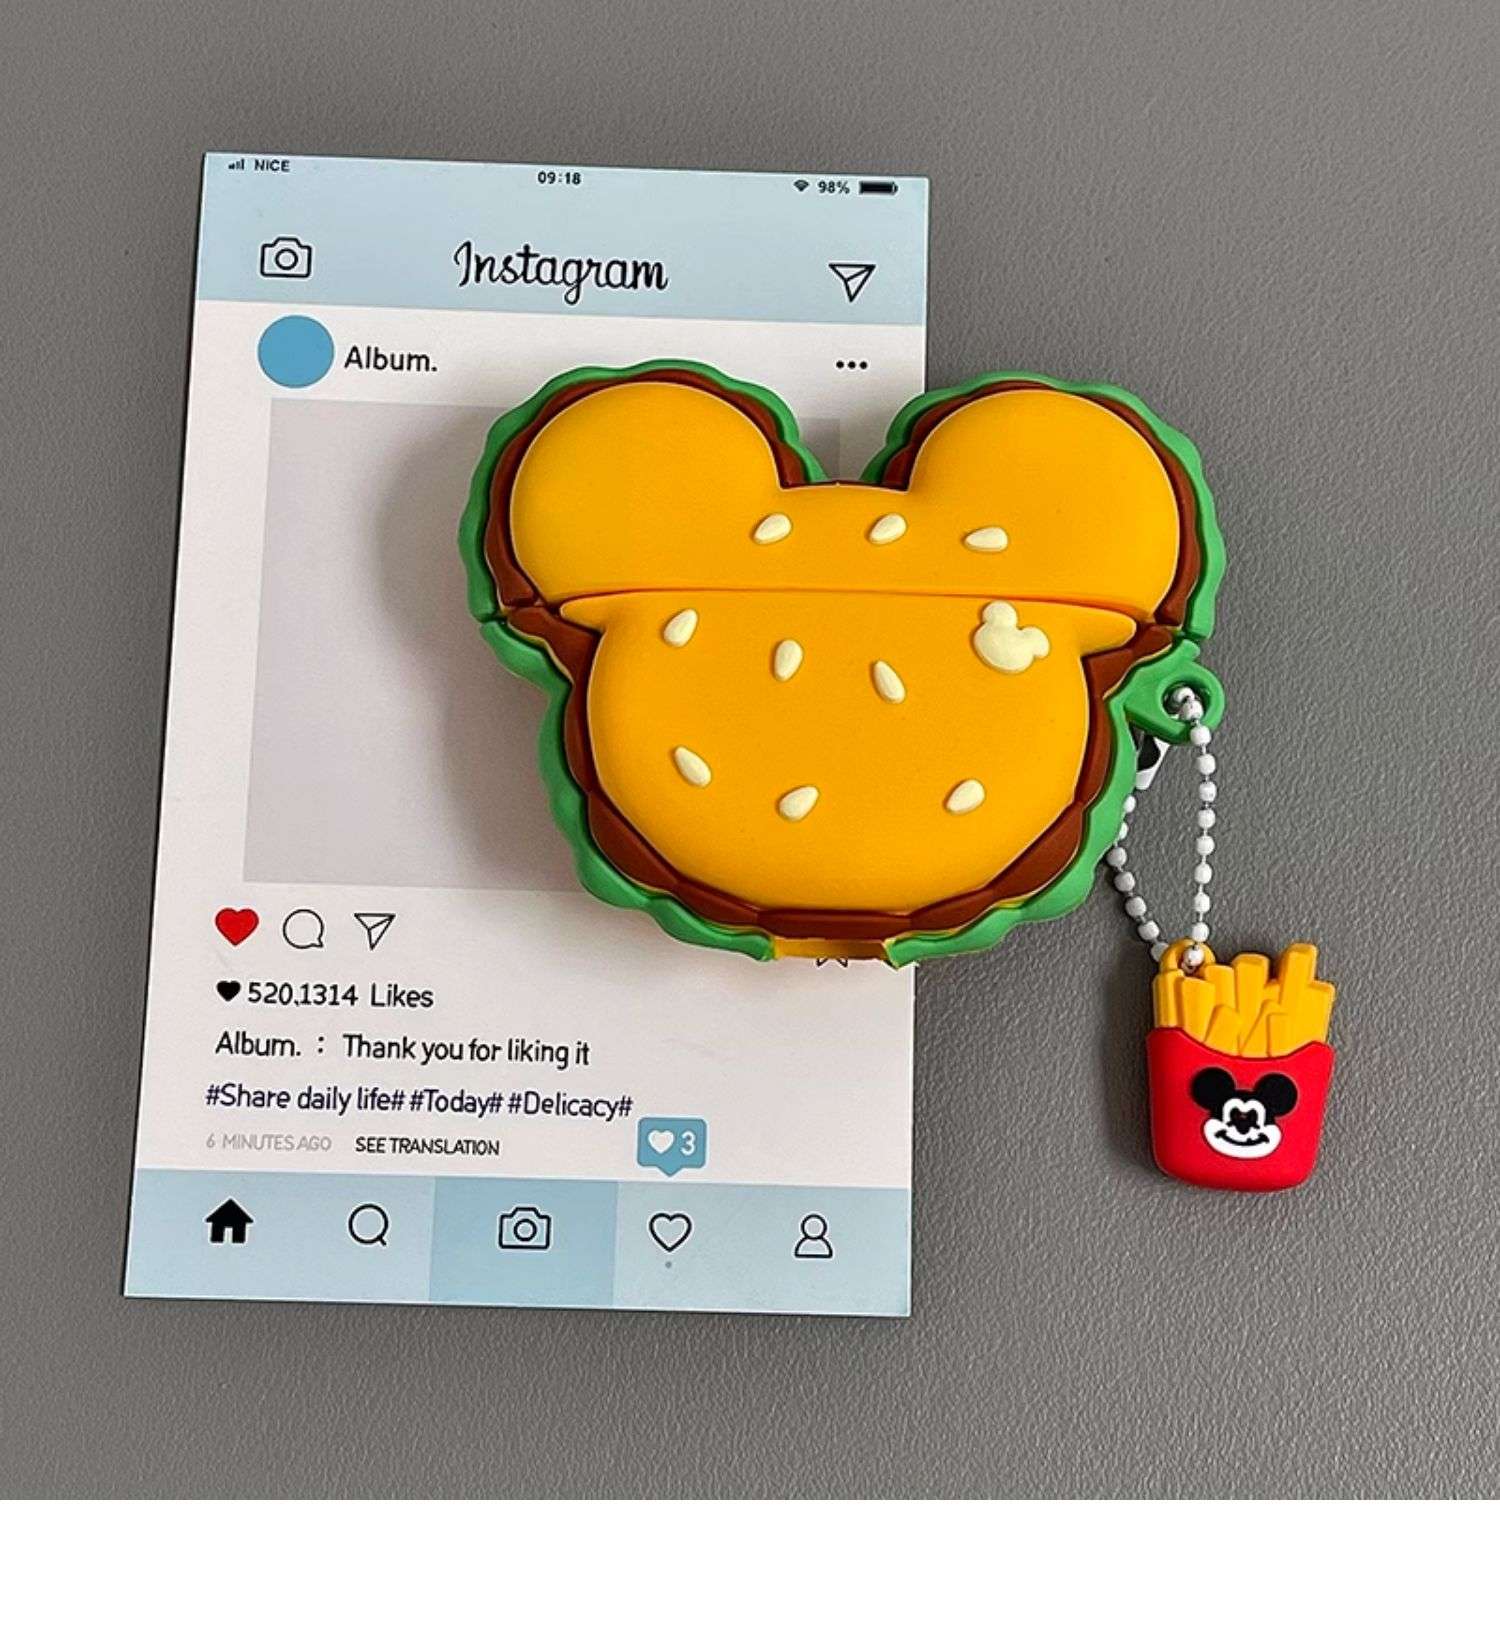 NICE 09:18 98%
Instagram
Album.
520,1314 Likes
Album. : Thank you for liking it
#Share daily life# #Today# #Delicacy#
6 MINUTES AGO SEE TRANSLATION
3